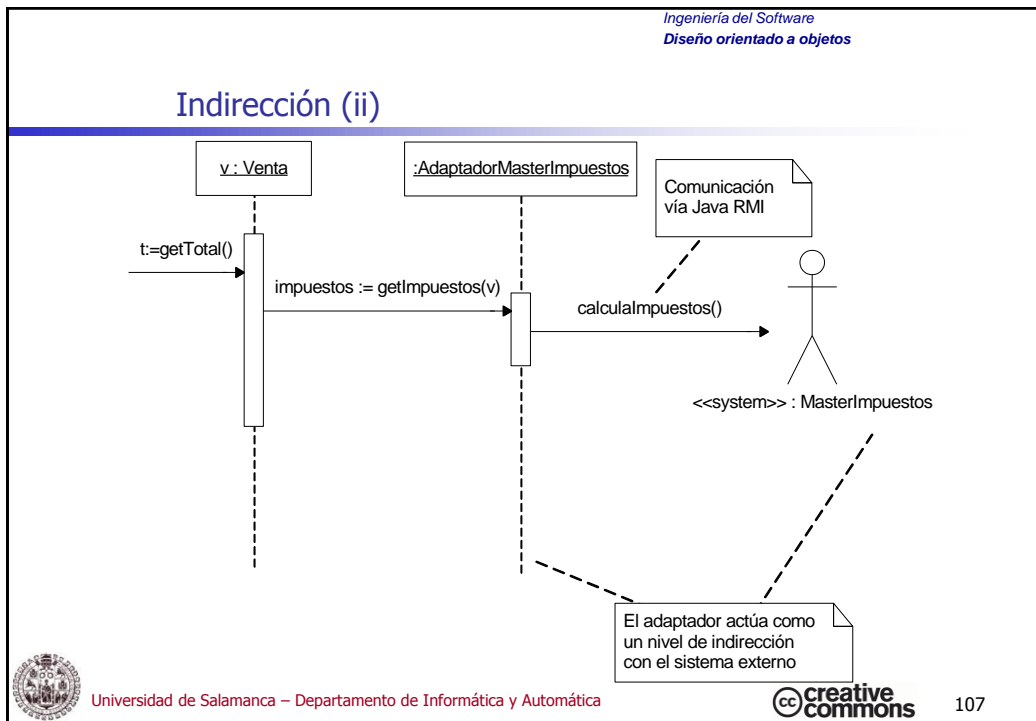 Ingeniería del Software
Diseño orientado a objetos
Indirección (ii)
v : Venta
:AdaptadorMasterImpuestos
Comunicación
vía Java RMI
t:=getTotal()
impuestos := getImpuestos(v)
calculaImpuestos()
<<system>> : MasterImpuestos
El adaptador actúa como
un nivel de indirección
con el sistema externo
Universidad de Salamanca – Departamento de Informática y Automática
cc creative commons
107